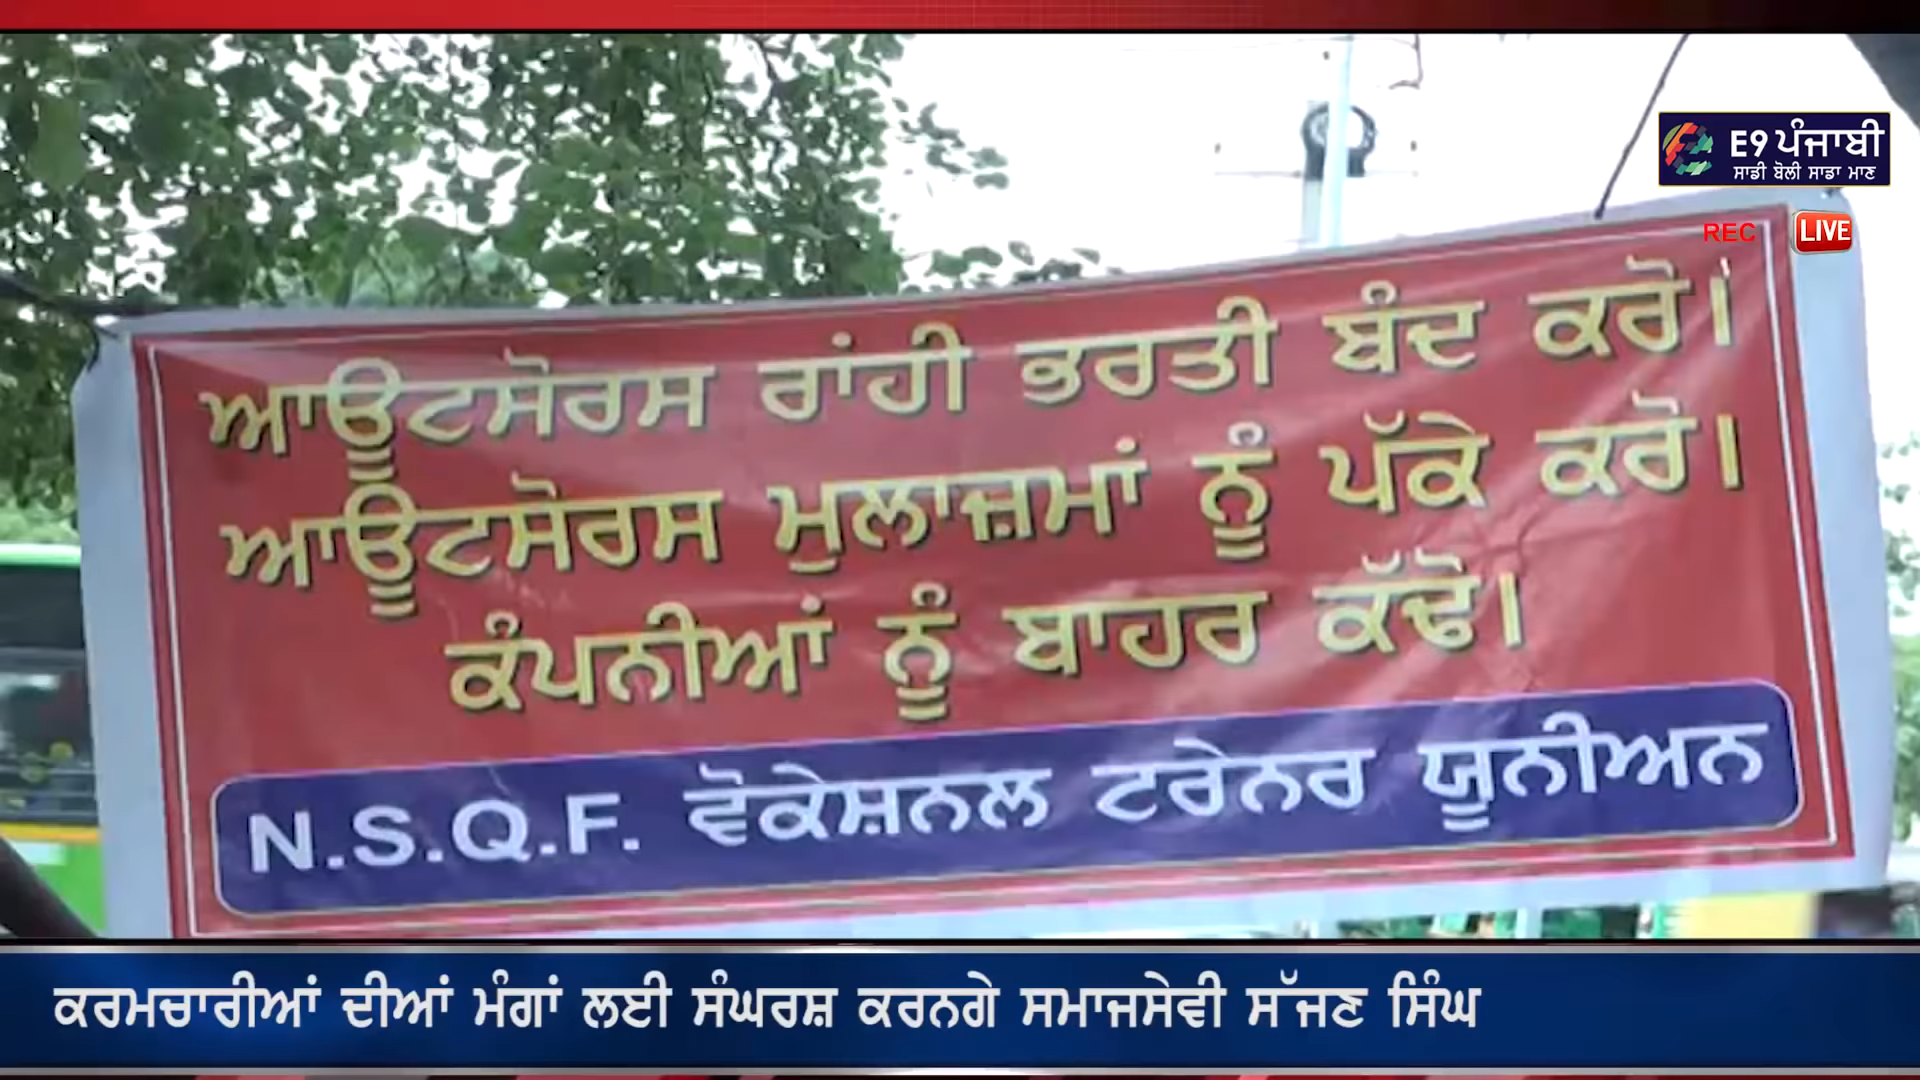 E9 ਪੰਜਾਬੀ
ਸਾਡੀ ਬੋਲੀ ਸਾਡਾ ਮਾਣ
REC LIVE
ਆਊਟਸੋਰਸ ਰਾਂਹੀ ਭਰਤੀ ਬੰਦ ਕਰੋ।
ਆਊਟਸੋਰਸ ਮੁਲਾਜ਼ਮਾਂ ਨੂੰ ਪੱਕੇ ਕਰੋ।
ਕੰਪਨੀਆਂ ਨੂੰ ਬਾਹਰ ਕੱਢੋ।
N.S.Q.F. ਵੋਕੇਸ਼ਨਲ ਟਰੇਨਰ ਯੂਨੀਅਨ
ਕਰਮਚਾਰੀਆਂ ਦੀਆਂ ਮੰਗਾਂ ਲਈ ਸੰਘਰਸ਼ ਕਰਨਗੇ ਸਮਾਜਸੇਵੀ ਸੱਜਣ ਸਿੰਘ